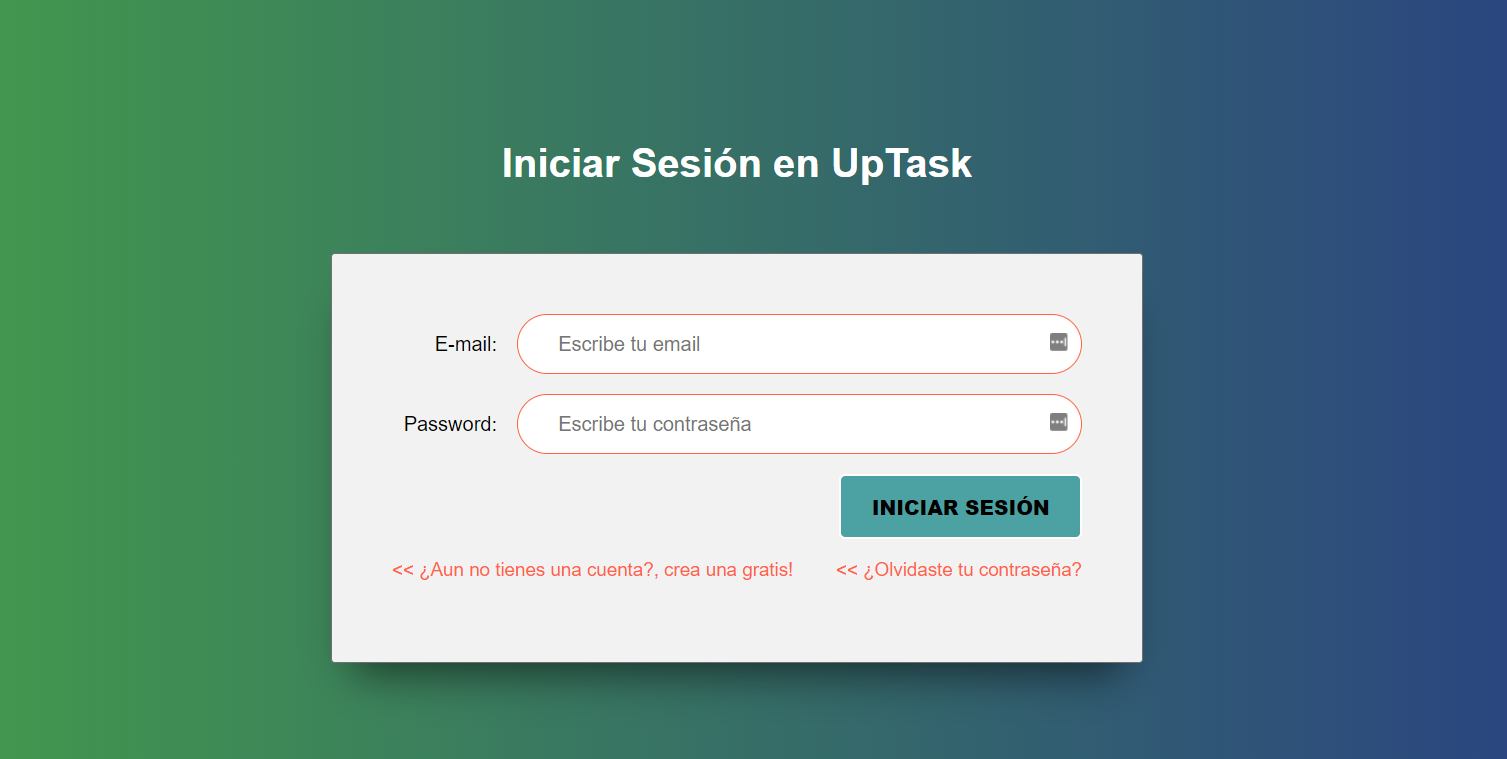 Iniciar Sesión en UpTask
E-mail: Escribe tu email
Password: Escribe tu contraseña
INICIAR SESIÓN
<< ¿Aun no tienes una cuenta?, crea una gratis! << ¿Olvidaste tu contraseña?